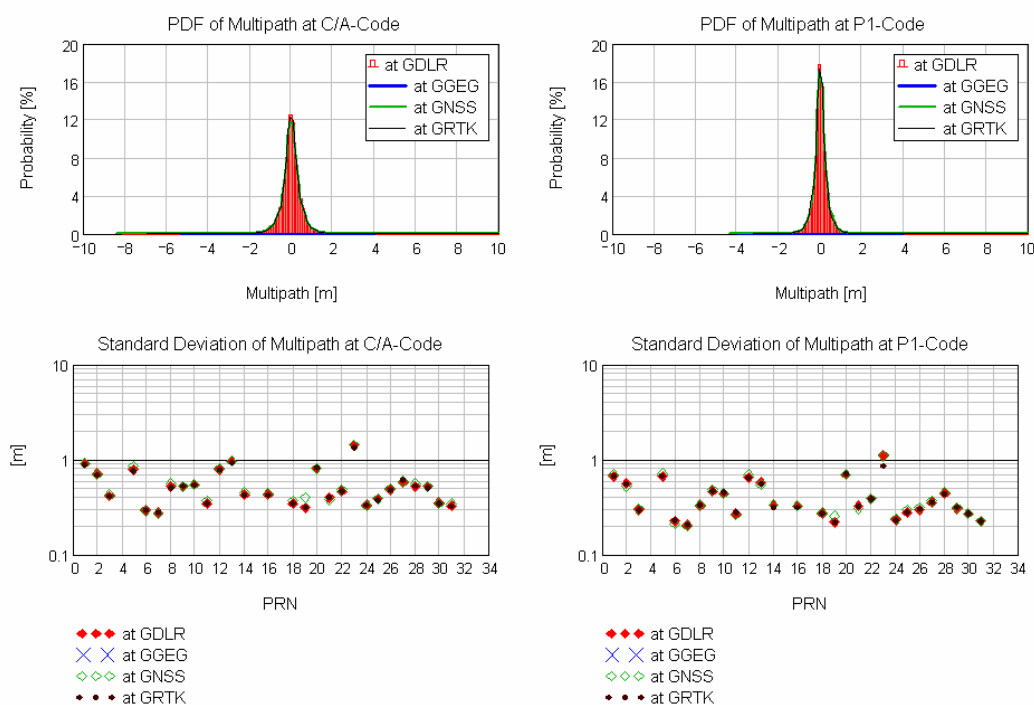 PDF of Multipath at C/A-Code
20
16
12
8
4
0
Probability [%]
at GDLR
at GGEG
at GNSS
at GRTK
−10 −8 −6 −4 −2 0 2 4 6 8 10
Multipath [m]
PDF of Multipath at P1-Code
20
16
12
8
4
0
Probability [%]
at GDLR
at GGEG
at GNSS
at GRTK
−10 −8 −6 −4 −2 0 2 4 6 8 10
Multipath [m]
Standard Deviation of Multipath at C/A-Code
10
1
0.1
[m]
0 2 4 6 8 10 12 14 16 18 20 22 24 26 28 30 32 34
PRN
at GDLR
at GGEG
at GNSS
at GRTK
Standard Deviation of Multipath at P1-Code
10
1
0.1
[m]
0 2 4 6 8 10 12 14 16 18 20 22 24 26 28 30 32 34
PRN
at GDLR
at GGEG
at GNSS
at GRTK